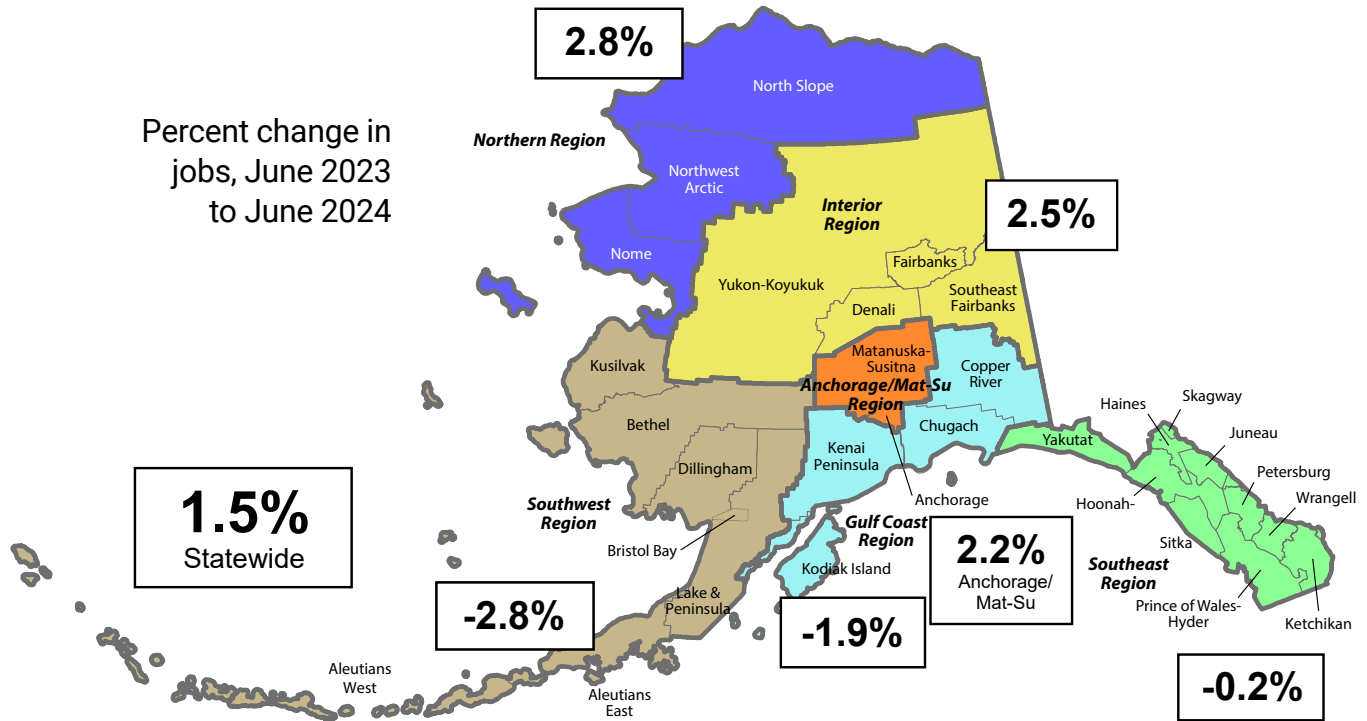 2.8%
North Slope
Percent change in
jobs, June 2023
to June 2024
Northern Region
Northwest
Arctic
Interior
Region
2.5%
Nome
Fairbanks
Yukon-Koyukuk
Southeast
Fairbanks
Denali
Kusilvak
Matanuska-
Susitna
Copper
River
Anchorage/Mat-Su
Region
Skagway
Haines
Bethel
Chugach
Yakutat
Juneau
Kenai
Peninsula
Dillingham
Petersburg
1.5%
Statewide
Southwest
Region
Anchorage
Hoonah-
Wrangell
Gulf Coast
Region
Bristol Bay
2.2%
Anchorage/
Mat-Su
Sitka
Southeast
Region
Kodiak Island
Lake &
Peninsula
-2.8%
-1.9%
Prince of Wales-
Hyder
Ketchikan
Aleutians
West
Aleutians
East
-0.2%